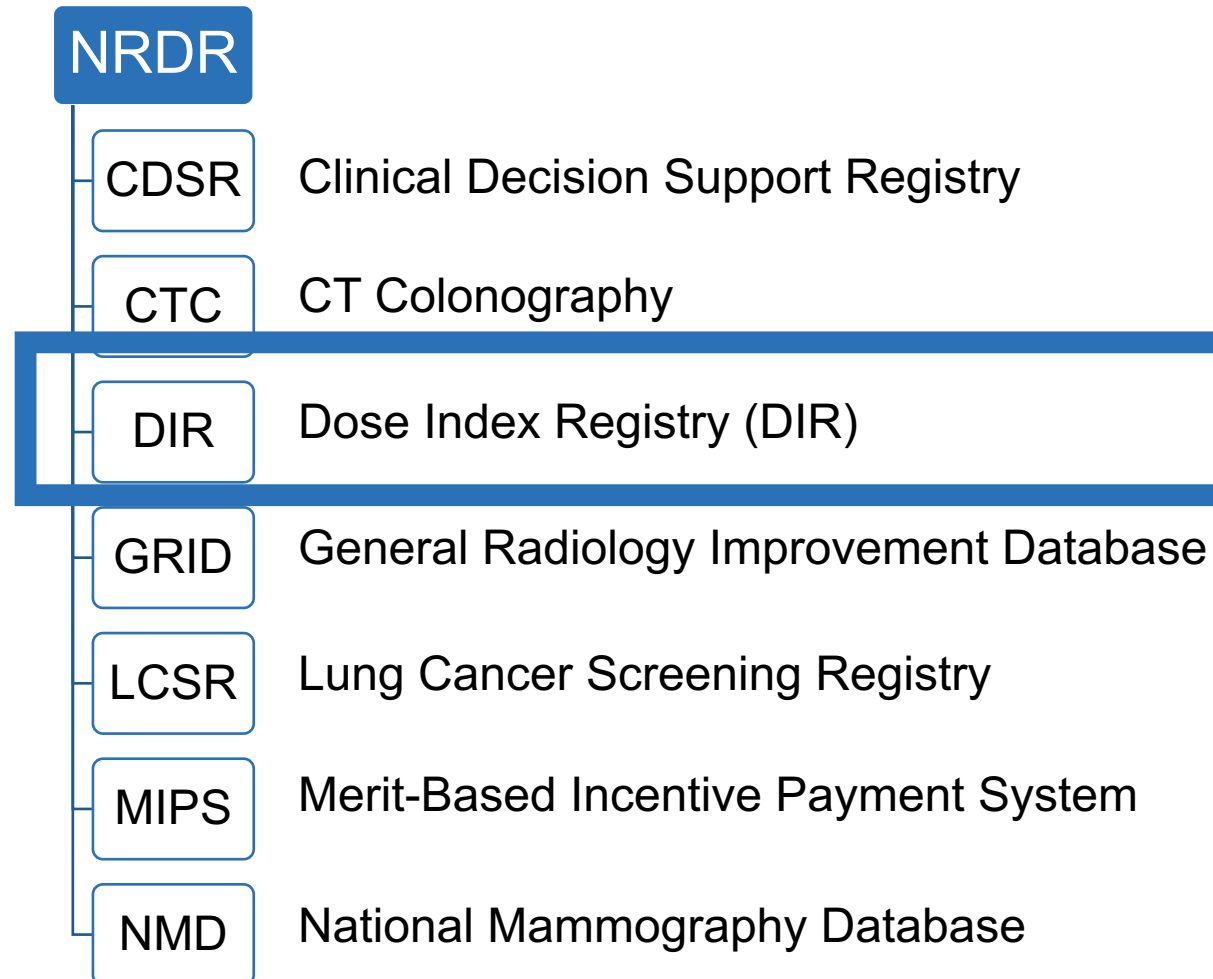 NRDR
CDSR Clinical Decision Support Registry
CTC CT Colonography
DIR Dose Index Registry (DIR)
GRID General Radiology Improvement Database
LCSR Lung Cancer Screening Registry
MIPS Merit-Based Incentive Payment System
NMD National Mammography Database